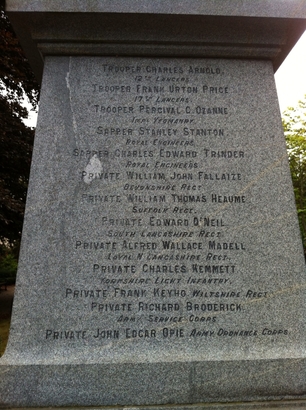 TROOPER CHARLES ARNOLD,
12TH LANCERS.
TROOPER FRANK URTON PRICE
17TH LANCERS.
TROOPER PERCIVAL C. DZANNE
IMPL YEOMANRY.
SAPPER STANLEY STANTON,
ROYAL ENGINEERS.
SAPPER CHARLES EDWARD TRINDER
ROYAL ENGINEERS
PRIVATE WILLIAM JOHN FALLAIZE,
DEVONSHIRE REGT.
PRIVATE WILLIAM THOMAS HEAUME
SUFFOLK REGT.
PRIVATE EDWARD O'NEIL
SOUTH LANCASHIRE REGT.
PRIVATE ALFRED WALLACE MADELL
LOYAL N. LANCASHIRE REGT.
PRIVATE CHARLES HEMMETT
YORKSHIRE LIGHT INFANTRY.
PRIVATE FRANK KEYHO WILTSHIRE REGT
PRIVATE RICHARD BRODERICK
ARMY SERVICE CORPS
PRIVATE JOHN EDGAR OPIE ARMY ORDNANCE CORPS.